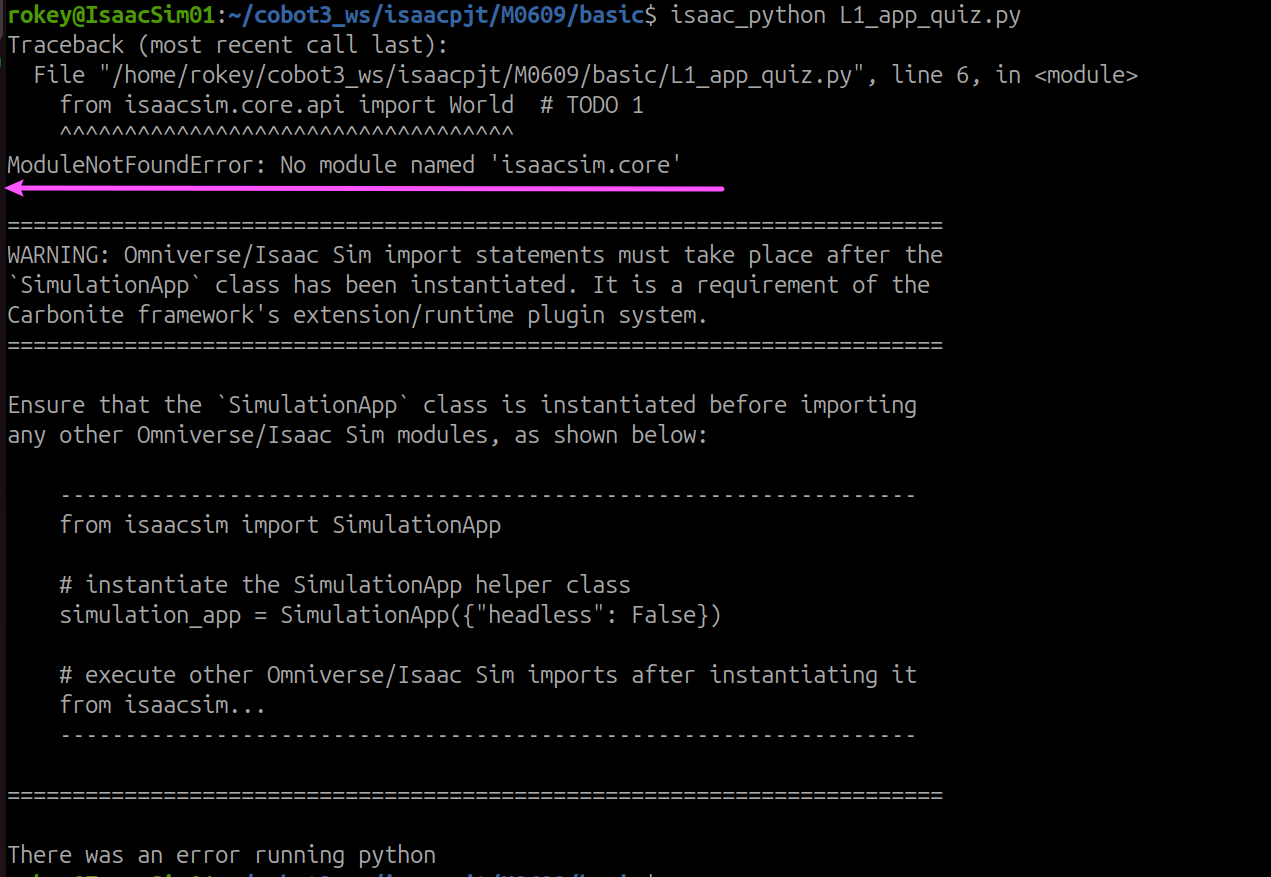 rokey@IsaacSim01:~/cobot3_ws/isaacpjt/M0609/basic$ isaac_python L1_app_quiz.py
Traceback (most recent call last):
  File "/home/rokey/cobot3_ws/isaacpjt/M0609/basic/L1_app_quiz.py", line 6, in <module>
    from isaacsim.core.api import World  # TODO 1
    ^^^^^^^^^^^^^^^^^^^^^^^^^^^^^^^^^^^
ModuleNotFoundError: No module named 'isaacsim.core'
========================================================================
WARNING: Omniverse/Isaac Sim import statements must take place after the
`SimulationApp` class has been instantiated. It is a requirement of the
Carbonite framework's extension/runtime plugin system.
========================================================================
Ensure that the `SimulationApp` class is instantiated before importing
any other Omniverse/Isaac Sim modules, as shown below:
    ------------------------------------------------------------------
    from isaacsim import SimulationApp
    # instantiate the SimulationApp helper class
    simulation_app = SimulationApp({"headless": False})
    # execute other Omniverse/Isaac Sim imports after instantiating it
    from isaacsim...
    ------------------------------------------------------------------
========================================================================
There was an error running python